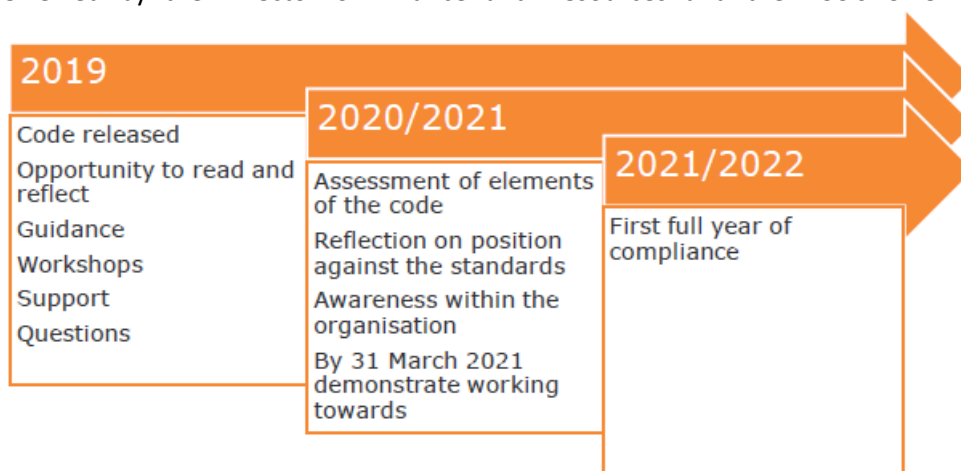 2019
Code released
Opportunity to read and
reflect
Guidance
Workshops
Support
Questions
2020/2021
Assessment of elements
of the code
Reflection on position
against the standards
Awareness within the
organisation
By 31 March 2021
demonstrate working
towards
2021/2022
First full year of
compliance